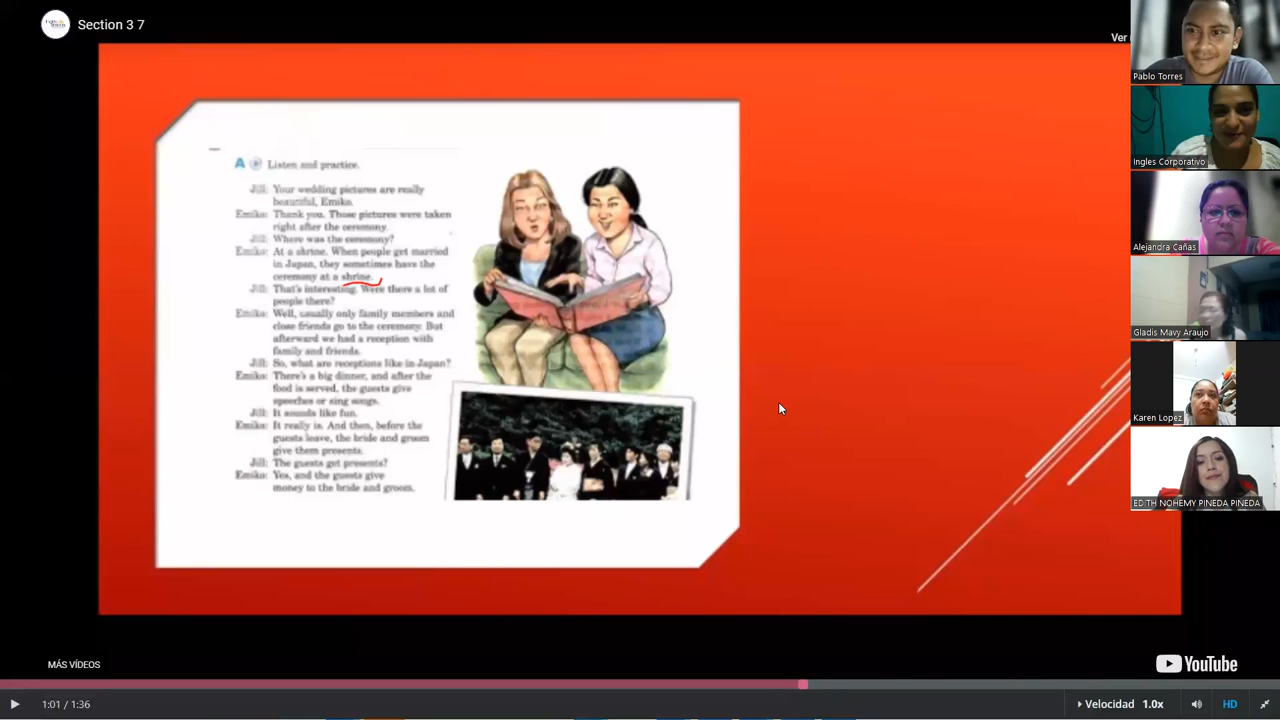 Section 3 7
Ver
A Listen and practice.
Jill: Your wedding pictures are really
beautiful, Emiko.
Emiko: Thank you. Those pictures were taken
right after the ceremony.
Jill: Where was the ceremony?
Emiko: At a shrine. When people get married
in Japan, they sometimes have the
ceremony at a shrine.
Jill: That's interesting. Were there a lot of
people there?
Emiko: Well, usually only family members and
close friends go to the ceremony. But
afterward we had a reception with
family and friends.
Jill: So, what are receptions like in Japan?
Emiko: There's a big dinner, and after the
food is served, the guests give
speeches or sing songs.
Jill: It sounds like fun.
Emiko: It really is. And then, before the
guests leave, the bride and groom
give them presents.
Jill: The guests get presents?
Emiko: Yes, and the guests give
money to the bride and groom.
Pablo Torres
Ingles Corporativo
Alejandra Cañas
Gladis Mavy Araujo
Karen Lopez
EDITH NOHEMY PINEDA PINEDA
MÁS VÍDEOS
YouTube
1:01 / 1:36
Velocidad 1.0x
HD